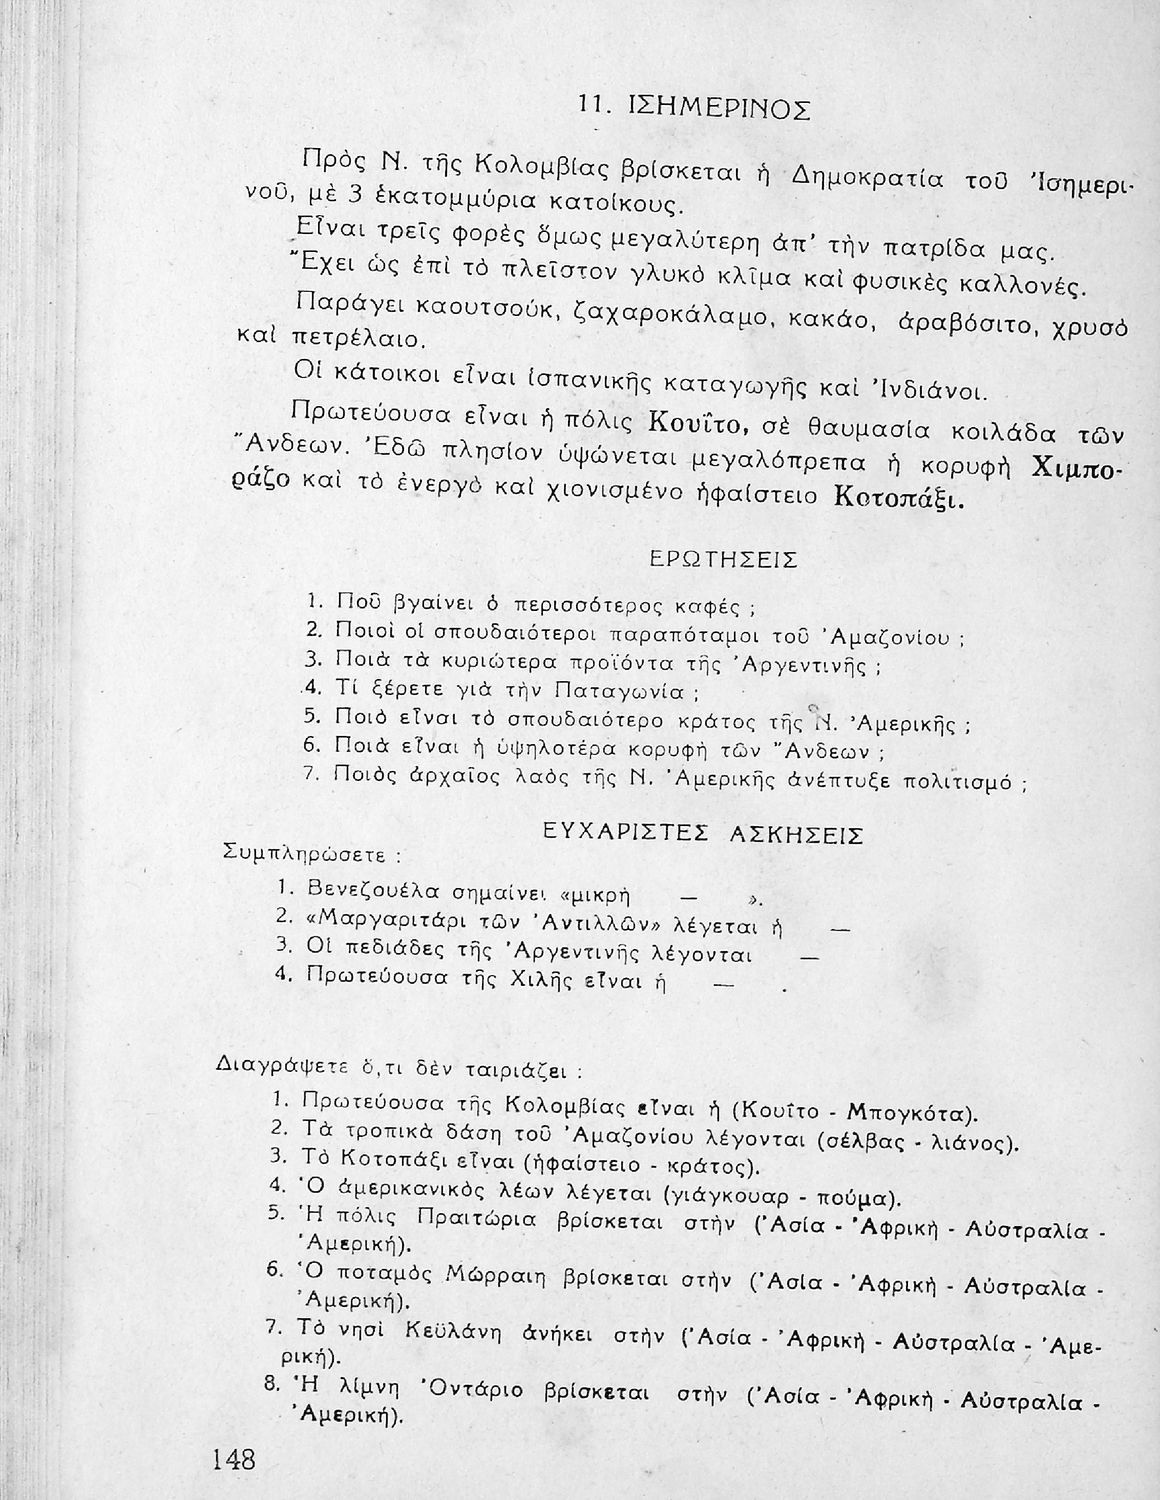 11. ΙΣΗΜΕΡΙΝΟΣ
Πρὸς Ν. τῆς Κολομβίας βρίσκεται ἡ Δημοκρατία τοῦ Ἰσημερι-
νοῦ, μὲ 3 ἑκατομμύρια κατοίκους.
Εἶναι τρεῖς φορὲς ὅμως μεγαλύτερη ἀπ' τὴν πατρίδα μας.
Ἔχει ὡς ἐπὶ τὸ πλεῖστον γλυκὸ κλῖμα καὶ φυσικὲς καλλονές.
Παράγει καουτσούκ, ζαχαροκάλαμο, κακάο, ἀραβόσιτο, χρυσὸ
καὶ πετρέλαιο.
Οἱ κάτοικοι εἶναι ἱσπανικῆς καταγωγῆς καὶ Ἰνδιάνοι.
Πρωτεύουσα εἶναι ἡ πόλις Κουῖτο, σὲ θαυμασία κοιλάδα τῶν
Ἄνδεων. Ἐδῶ πλησίον ὑψώνεται μεγαλόπρεπα ἡ κορυφὴ Χιμπο-
ράζο καὶ τὸ ἐνεργὸ καὶ χιονισμένο ἡφαίστειο Κοτοπάξι.
ΕΡΩΤΗΣΕΙΣ
1. Ποῦ βγαίνει ὁ περισσότερος καφές ;
2. Ποιοὶ οἱ σπουδαιότεροι παραπόταμοι τοῦ Ἀμαζονίου ;
3. Ποιὰ τὰ κυριώτερα προϊόντα τῆς Ἀργεντινῆς ;
4. Τί ξέρετε γιὰ τὴν Παταγωνία ;
5. Ποιὸ εἶναι τὸ σπουδαιότερο κράτος τῆς Ν. Ἀμερικῆς ;
6. Ποιὰ εἶναι ἡ ὑψηλοτέρα κορυφὴ τῶν Ἄνδεων ;
7. Ποιὸς ἀρχαῖος λαὸς τῆς Ν. Ἀμερικῆς ἀνέπτυξε πολιτισμό ;
ΕΥΧΑΡΙΣΤΕΣ ΑΣΚΗΣΕΙΣ
Συμπληρώσετε :
1. Βενεζουέλα σημαίνει «μικρὴ — ».
2. «Μαργαριτάρι τῶν Ἀντιλλῶν» λέγεται ἡ —
3. Οἱ πεδιάδες τῆς Ἀργεντινῆς λέγονται —
4. Πρωτεύουσα τῆς Χιλῆς εἶναι ἡ — .
Διαγράψετε ὅ,τι δὲν ταιριάζει :
1. Πρωτεύουσα τῆς Κολομβίας εἶναι ἡ (Κουῖτο - Μπογκότα).
2. Τὰ τροπικὰ δάση τοῦ Ἀμαζονίου λέγονται (σέλβας - λιάνος).
3. Τὸ Κοτοπάξι εἶναι (ἡφαίστειο - κράτος).
4. Ὁ ἀμερικανικὸς λέων λέγεται (γιάγκουαρ - πούμα).
5. Ἡ πόλις Πραιτώρια βρίσκεται στὴν (Ἀσία - Ἀφρικὴ - Αὐστραλία -
Ἀμερική).
6. Ὁ ποταμὸς Μώρραιη βρίσκεται στὴν (Ἀσία - Ἀφρικὴ - Αὐστραλία -
Ἀμερική).
7. Τὸ νησὶ Κεϋλάνη ἀνήκει στὴν (Ἀσία - Ἀφρικὴ - Αὐστραλία - Ἀμε-
ρική).
8. Ἡ λίμνη Ὀντάριο βρίσκεται στὴν (Ἀσία - Ἀφρικὴ - Αὐστραλία -
Ἀμερική).
148